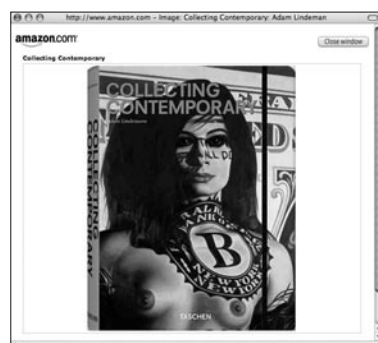 http://www.amazon.com – Image: Collecting Contemporary: Adam Lindeman
amazon.com
Close window
Collecting Contemporary
COLLECTING
CONTEMPORARY
Adam Lindemann
COLLECTING
CONTEMPORARY
B
NEW YORK
TASCHEN